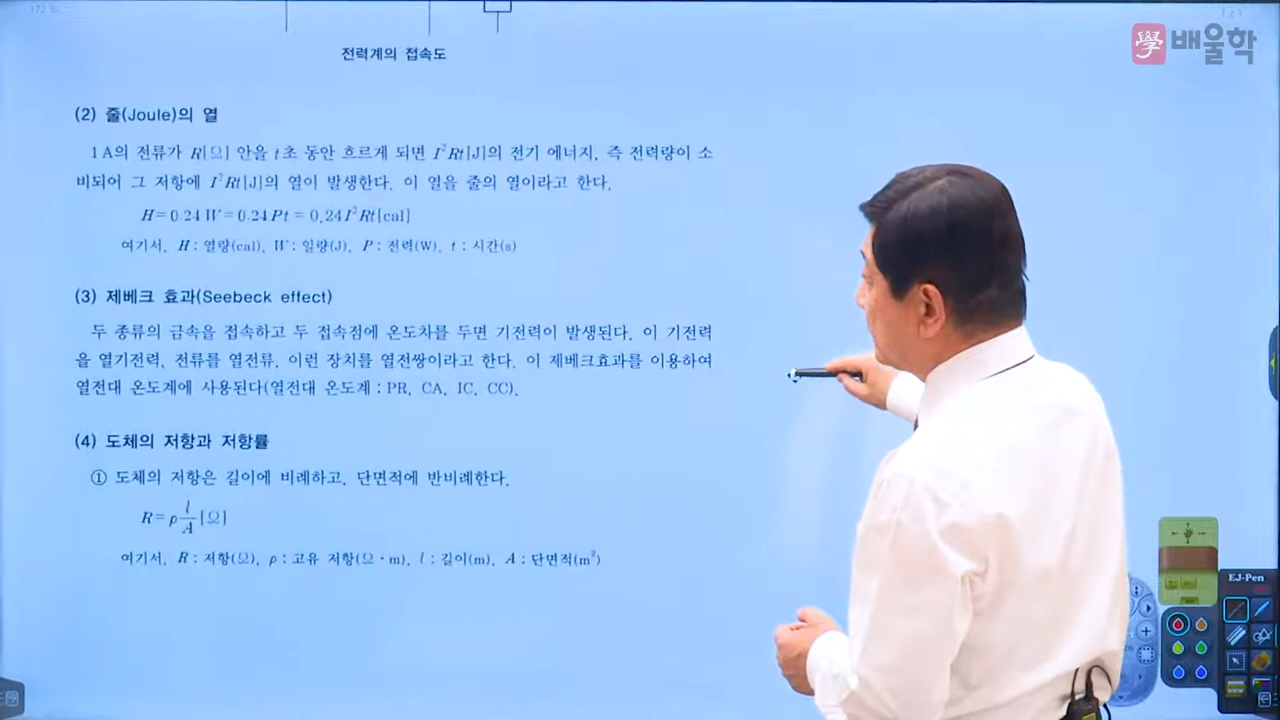 學 배울학
전력계의 접속도
(2) 줄(Joule)의 열
1A의 전류가 R[Ω] 안을 t초 동안 흐르게 되면 I²Rt[J]의 전기 에너지, 즉 전력량이 소
비되어 그 저항에 I²Rt[J]의 열이 발생한다. 이 열을 줄의 열이라고 한다.
H=0.24W=0.24Pt=0.24I²Rt[cal]
여기서, H : 열량(cal), W : 일량(J), P : 전력(W), t : 시간(s)
(3) 제베크 효과(Seebeck effect)
두 종류의 금속을 접속하고 두 접속점에 온도차를 두면 기전력이 발생된다. 이 기전력
을 열기전력, 전류를 열전류, 이런 장치를 열전쌍이라고 한다. 이 제베크효과를 이용하여
열전대 온도계에 사용된다(열전대 온도계 : PR, CA, IC, CC).
(4) 도체의 저항과 저항률
① 도체의 저항은 길이에 비례하고, 단면적에 반비례한다.
R=ρ l/A [Ω]
여기서, R : 저항(Ω), ρ : 고유 저항(Ω·m), l : 길이(m), A : 단면적(m²)
EJ-Pen